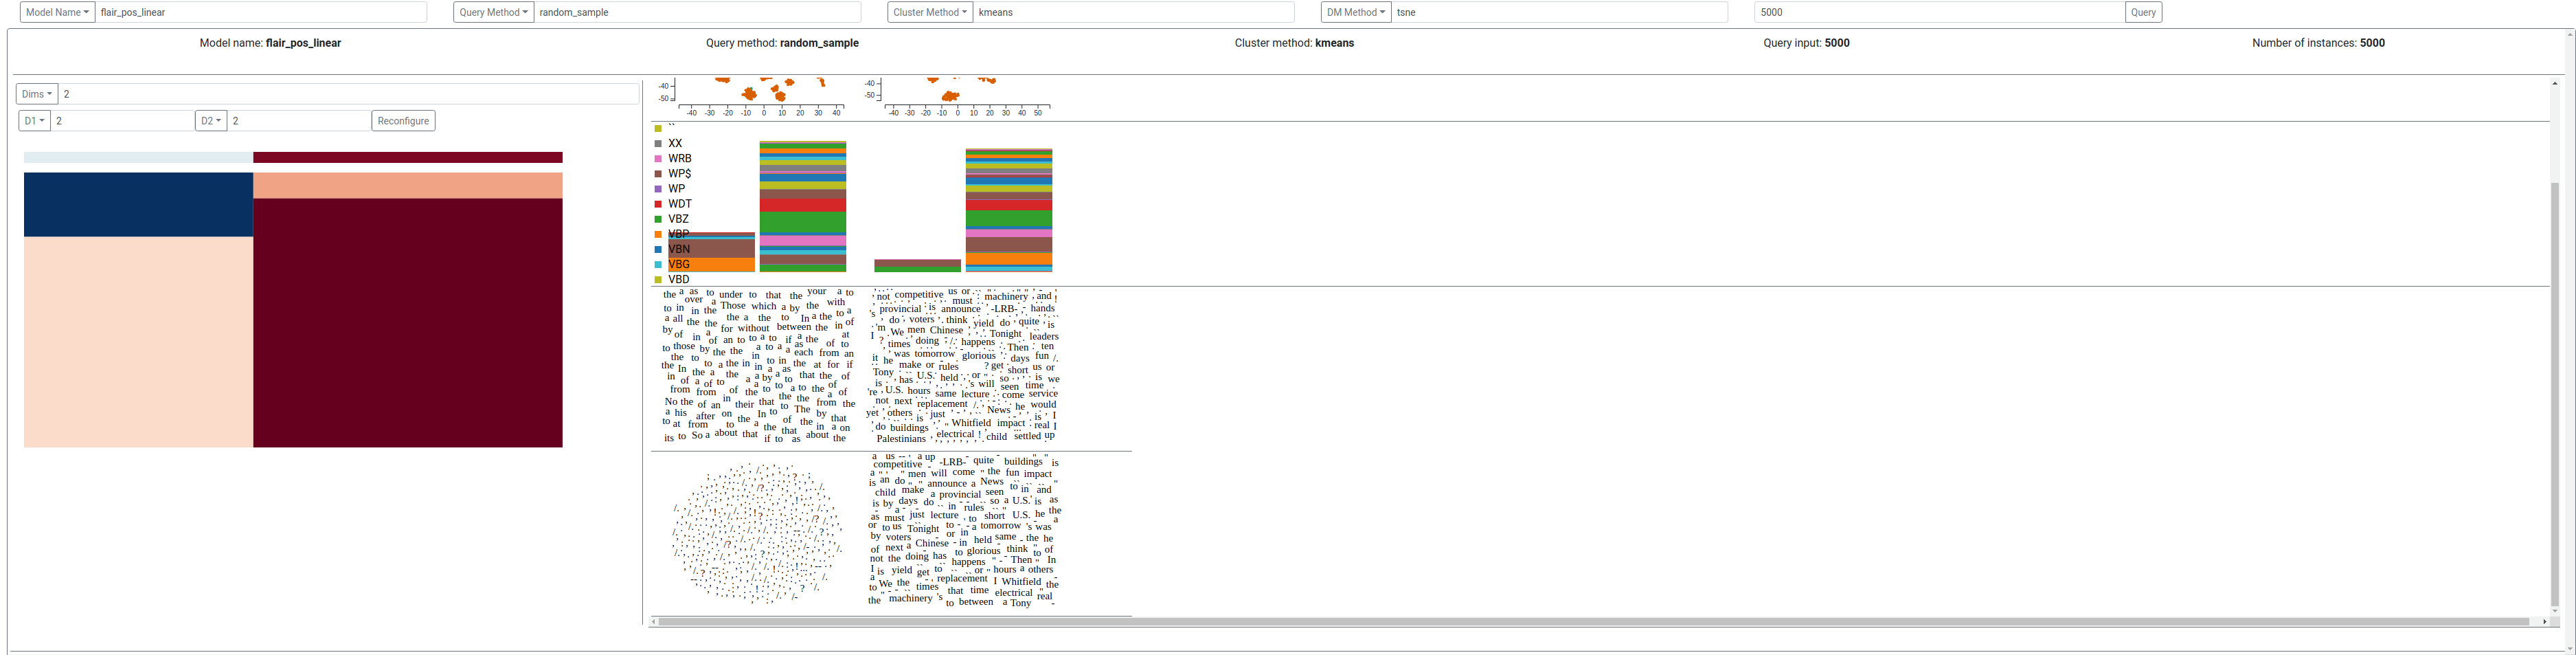 Model Name flair_pos_linear Query Method random_sample Cluster Method kmeans DM Method tsne 5000 Query
Model name: flair_pos_linear Query method: random_sample Cluster method: kmeans Query input: 5000 Number of instances: 5000
Dims 2
D1 2 D2 2 Reconfigure
-40 -40
-50 -50
-40 -30 -20 -10 0 10 20 30 40 -40 -30 -20 -10 0 10 20 30 40 50
``
XX
WRB
WP$
WP
WDT
VBZ
VBP
VBN
VBG
VBD
the a as to under to that the your a to
over a Those which a by the with
to in in the
a all the the the a the to In a the to a
by of in a for without between the in of
of an to to a to if a the at
to those by the the a to a as of to
the to to a the in in to in each from an
the In the a the a as the at for if
in of a of to a a by a to that the of
from from of the to to a to the a of
No the of an in their that the the from the
a his after on In to The by that
to at from to the a the of the in a on
its to So a about that if to as about the
not competitive us or machinery and !
provincial is must -LRB- - hands
's announce
do voters think yield do quite is
'm We men Chinese Tonight leaders
I ? times doing /. happens Then ten
it was tomorrow glorious days fun /.
he make or rules ? get short us or
Tony U.S. held or so is we
is has 's will seen time
're U.S. hours same lecture come service
not next replacement /. he would
yet others just News I
is is
do buildings " Whitfield impact real I
Palestinians electrical ! child settled up
a us -- a up -LRB- quite buildings is
competitive
a men will come the fun impact
is an do announce a News to in and
child make a provincial seen
is by days do in rules so a U.S. is as
as must just lecture to short U.S. he the
or to us Tonight to or in a tomorrow 's was a
by voters held same the he
of next a Chinese - in to glorious think to of
not the doing has happens Then In
I is yield get to or hours a others
a We the replacement I Whitfield
to times that time electrical the
the machinery 's to between a Tony real